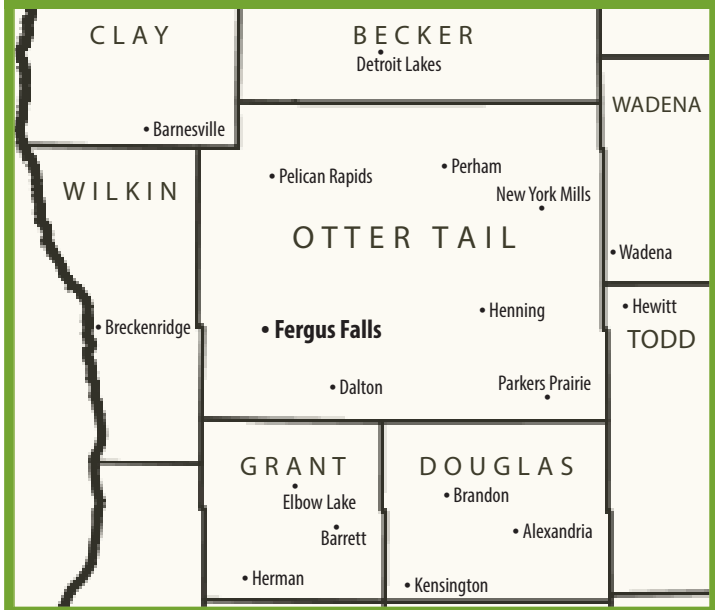 CLAY
BECKER
Detroit Lakes
WADENA
Barnesville
Pelican Rapids
Perham
WILKIN
New York Mills
OTTER TAIL
Wadena
Henning
Hewitt
Breckenridge
Fergus Falls
TODD
Dalton
Parkers Prairie
GRANT
DOUGLAS
Elbow Lake
Brandon
Barrett
Alexandria
Herman
Kensington